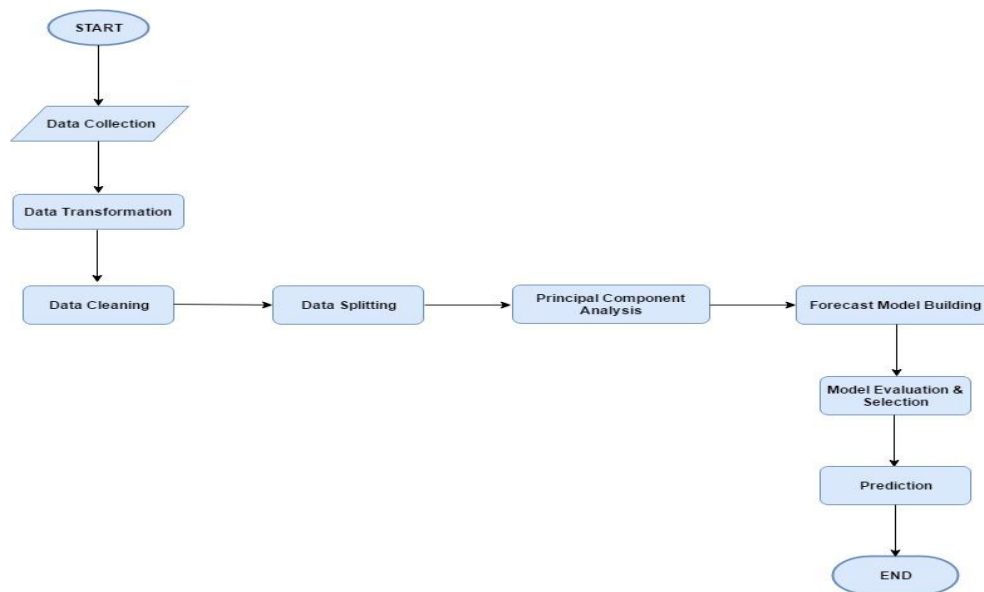 START
Data Collection
Data Transformation
Data Cleaning
Data Splitting
Principal Component
Analysis
Forecast Model Building
Model Evaluation &
Selection
Prediction
END